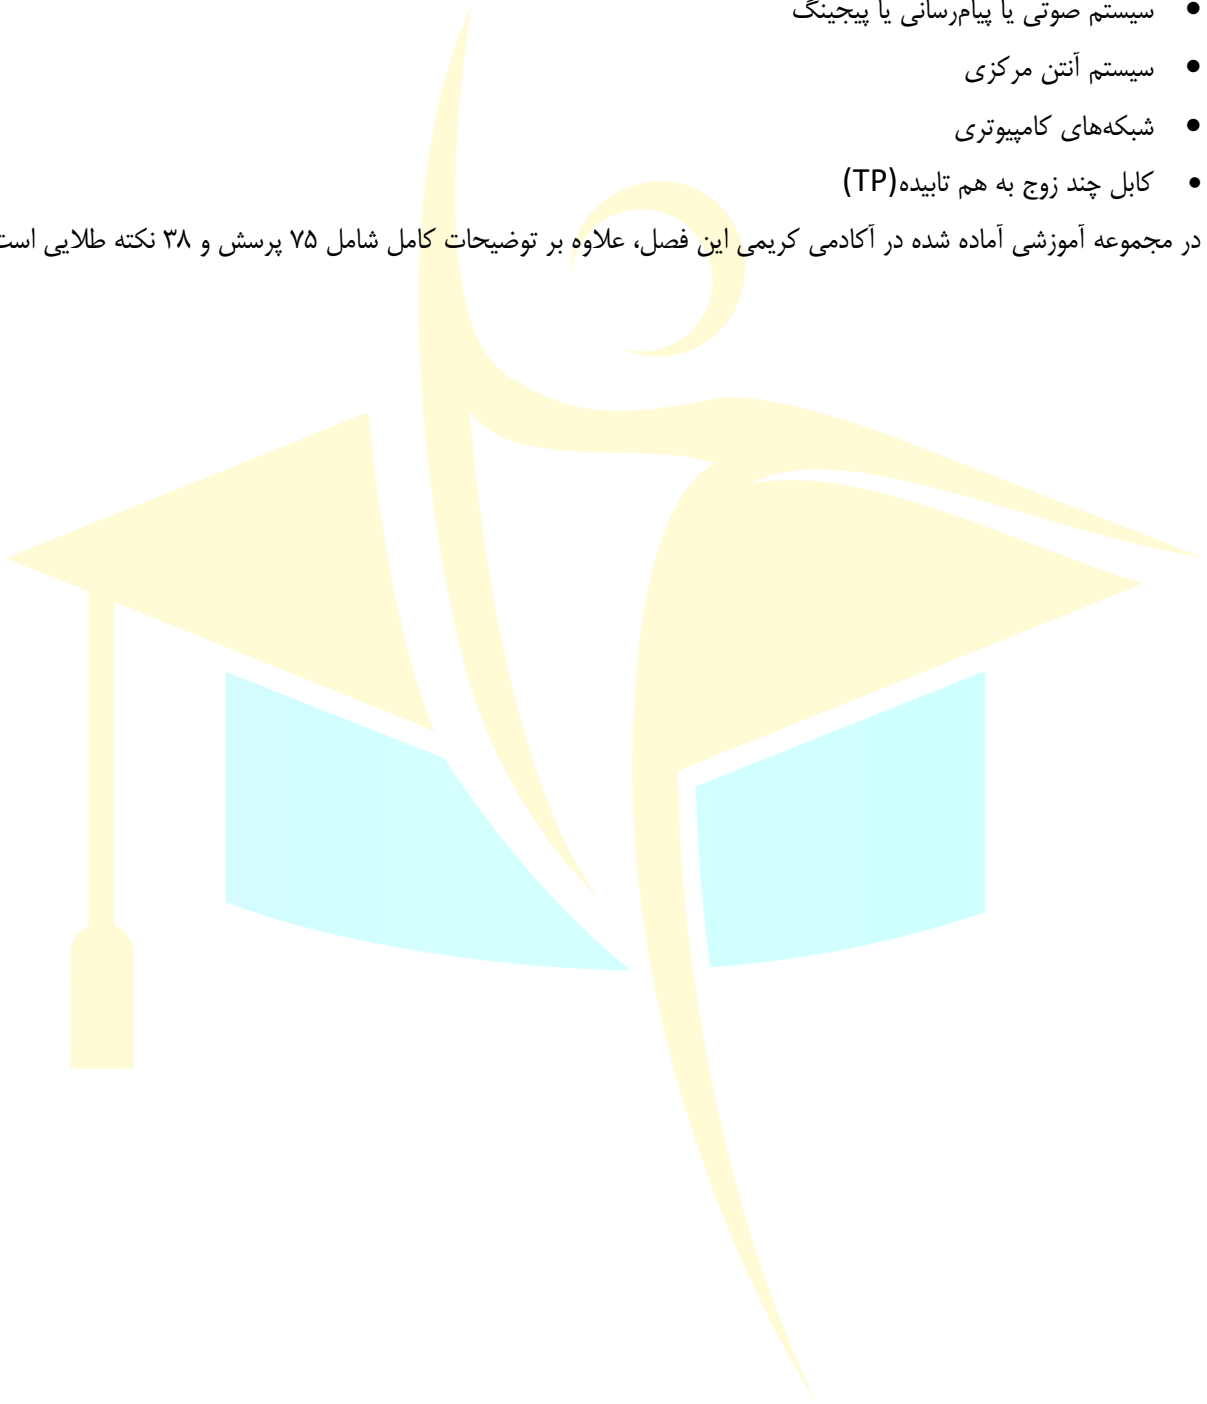 ● سیستم صوتی یا پیام‌رسانی یا پیجینگ
● سیستم آنتن مرکزی
● شبکه‌های کامپیوتری
● کابل چند زوج به هم تابیده(TP)
در مجموعه آموزشی آماده شده در آکادمی کریمی این فصل، علاوه بر توضیحات کامل شامل ۷۵ پرسش و ۳۸ نکته طلایی است